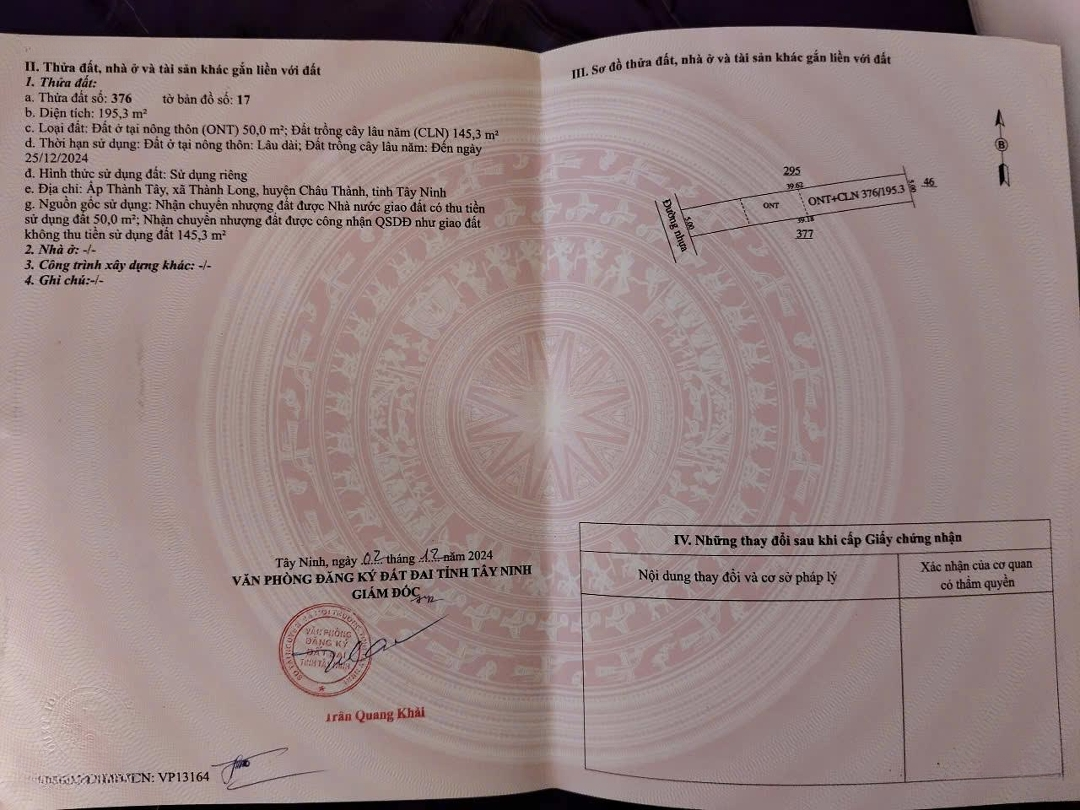 II. Thửa đất, nhà ở và tài sản khác gắn liền với đất
1. Thửa đất:
a. Thửa đất số: 376 tờ bản đồ số: 17
b. Diện tích: 195,3 m²
c. Loại đất: Đất ở tại nông thôn (ONT) 50,0 m²; Đất trồng cây lâu năm (CLN) 145,3 m²
d. Thời hạn sử dụng: Đất ở tại nông thôn: Lâu dài; Đất trồng cây lâu năm: Đến ngày
25/12/2024
đ. Hình thức sử dụng đất: Sử dụng riêng
e. Địa chỉ: Ấp Thành Tây, xã Thành Long, huyện Châu Thành, tỉnh Tây Ninh
g. Nguồn gốc sử dụng: Nhận chuyển nhượng đất được Nhà nước giao đất có thu tiền
sử dụng đất 50,0 m²; Nhận chuyển nhượng đất được công nhận QSDĐ như giao đất
không thu tiền sử dụng đất 145,3 m²
2. Nhà ở: -/-
3. Công trình xây dựng khác: -/-
4. Ghi chú:-/-
Tây Ninh, ngày 02 tháng 12 năm 2024
VĂN PHÒNG ĐĂNG KÝ ĐẤT ĐAI TỈNH TÂY NINH
GIÁM ĐỐC
VĂN PHÒNG
ĐĂNG KÝ
ĐẤT ĐAI
TỈNH TÂY NINH
Trần Quang Khải
VP13164
III. Sơ đồ thửa đất, nhà ở và tài sản khác gắn liền với đất
B
295
39.62
46
ONT
ONT+CLN 376/195.3
5.00
Đường nhựa
39.18
377
IV. Những thay đổi sau khi cấp Giấy chứng nhận
Nội dung thay đổi và cơ sở pháp lý
Xác nhận của cơ quan
có thẩm quyền